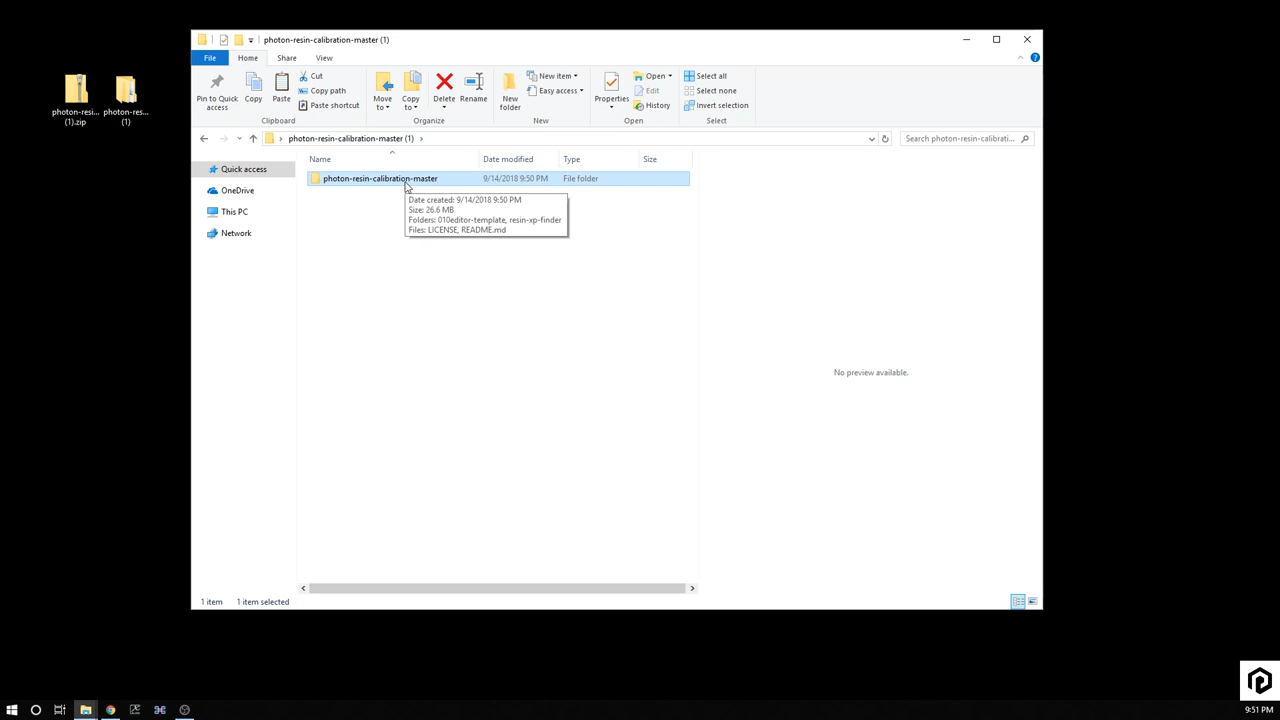 photon-resin-calibration-master (1)
File
Home
Share
View
Pin to Quick access
Copy
Paste
Cut
Copy path
Paste shortcut
Clipboard
Move to
Copy to
Delete
Rename
Organize
New folder
New item
Easy access
New
Properties
Open
Edit
History
Open
Select all
Select none
Invert selection
Select
photon-resin-calibration-master (1)
Search photon-resin-calibrati...
Quick access
OneDrive
This PC
Network
Name
Date modified
Type
Size
photon-resin-calibration-master
9/14/2018 9:50 PM
File folder
Date created: 9/14/2018 9:50 PM
Size: 26.6 MB
Folders: 010editor-template, resin-xp-finder
Files: LICENSE, README.md
No preview available.
1 item
1 item selected
photon-resi...
(1).zip
photon-res...
(1)
9:51 PM